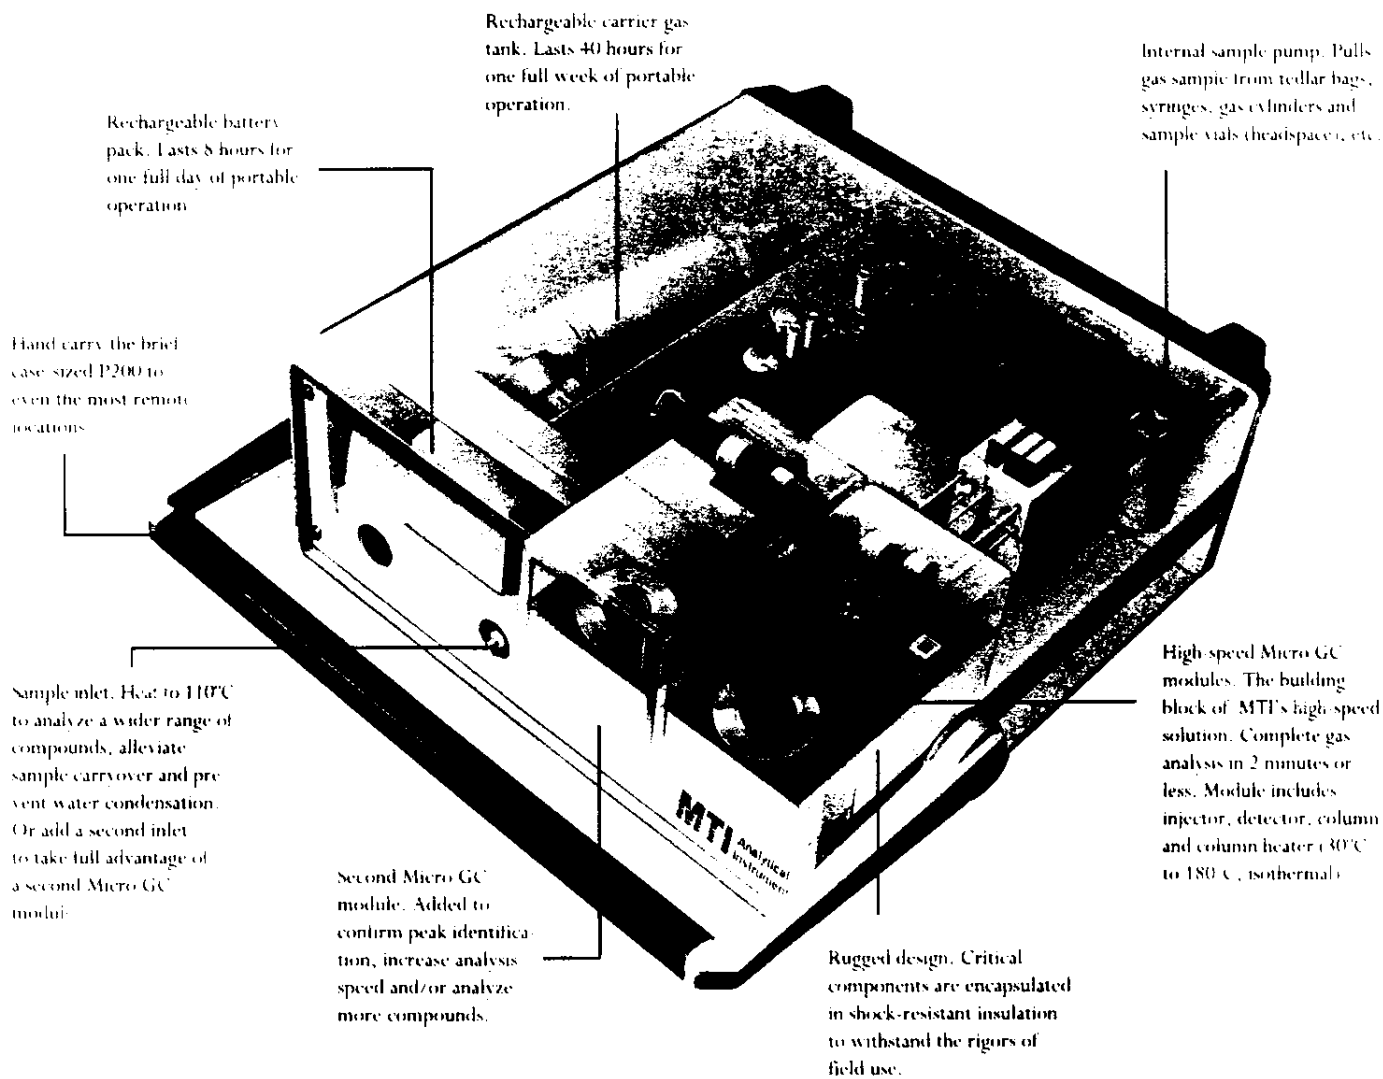 Rechargeable carrier gas
tank. Lasts 40 hours for
one full week of portable
operation.
Internal sample pump. Pulls
gas sample from tedlar bags,
syringes, gas cylinders and
sample vials (headspace), etc.
Rechargeable battery
pack. Lasts 8 hours for
one full day of portable
operation
Hand carry the brief
case-sized P200 to
even the most remote
locations
Sample inlet. Heat to 110°C
to analyze a wider range of
compounds, alleviate
sample carryover and pre
vent water condensation.
Or add a second inlet
to take full advantage of
a second Micro GC
MTI Analytical
Instrument
Second Micro GC
module. Added to
confirm peak identifica-
tion, increase analysis
speed and/or analyze
more compounds.
Rugged design. Critical
components are encapsulated
in shock-resistant insulation
to withstand the rigors of
field use.
High-speed Micro GC
modules. The building
block of MTI's high-speed
solution. Complete gas
analysis in 2 minutes or
less. Module includes
injector, detector, column
and column heater (30°C
to 180°C, isothermal)